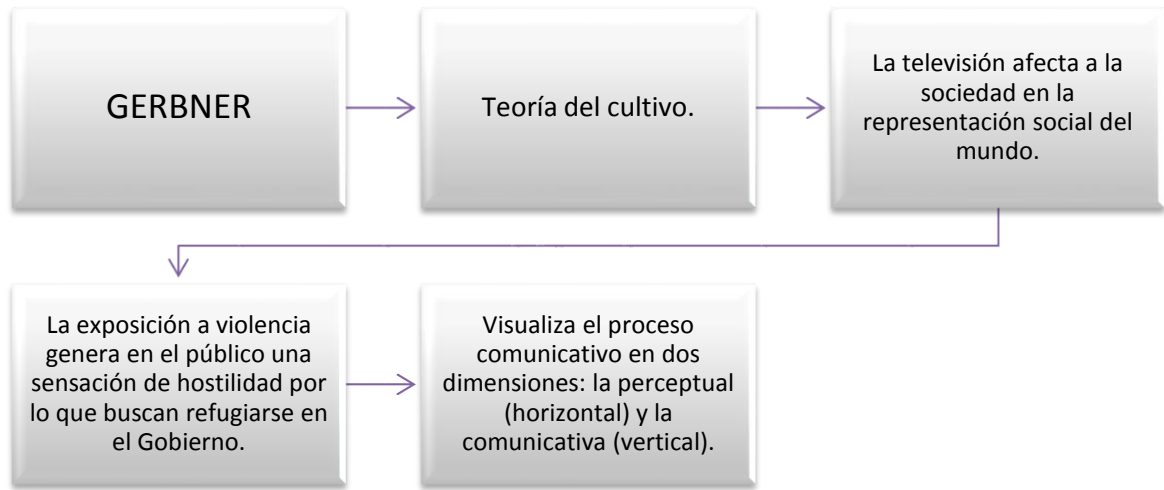 GERBNER
Teoría del cultivo.
La televisión afecta a la
sociedad en la
representación social del
mundo.
La exposición a violencia
genera en el público una
sensación de hostilidad por
lo que buscan refugiarse en
el Gobierno.
Visualiza el proceso
comunicativo en dos
dimensiones: la perceptual
(horizontal) y la
comunicativa (vertical).